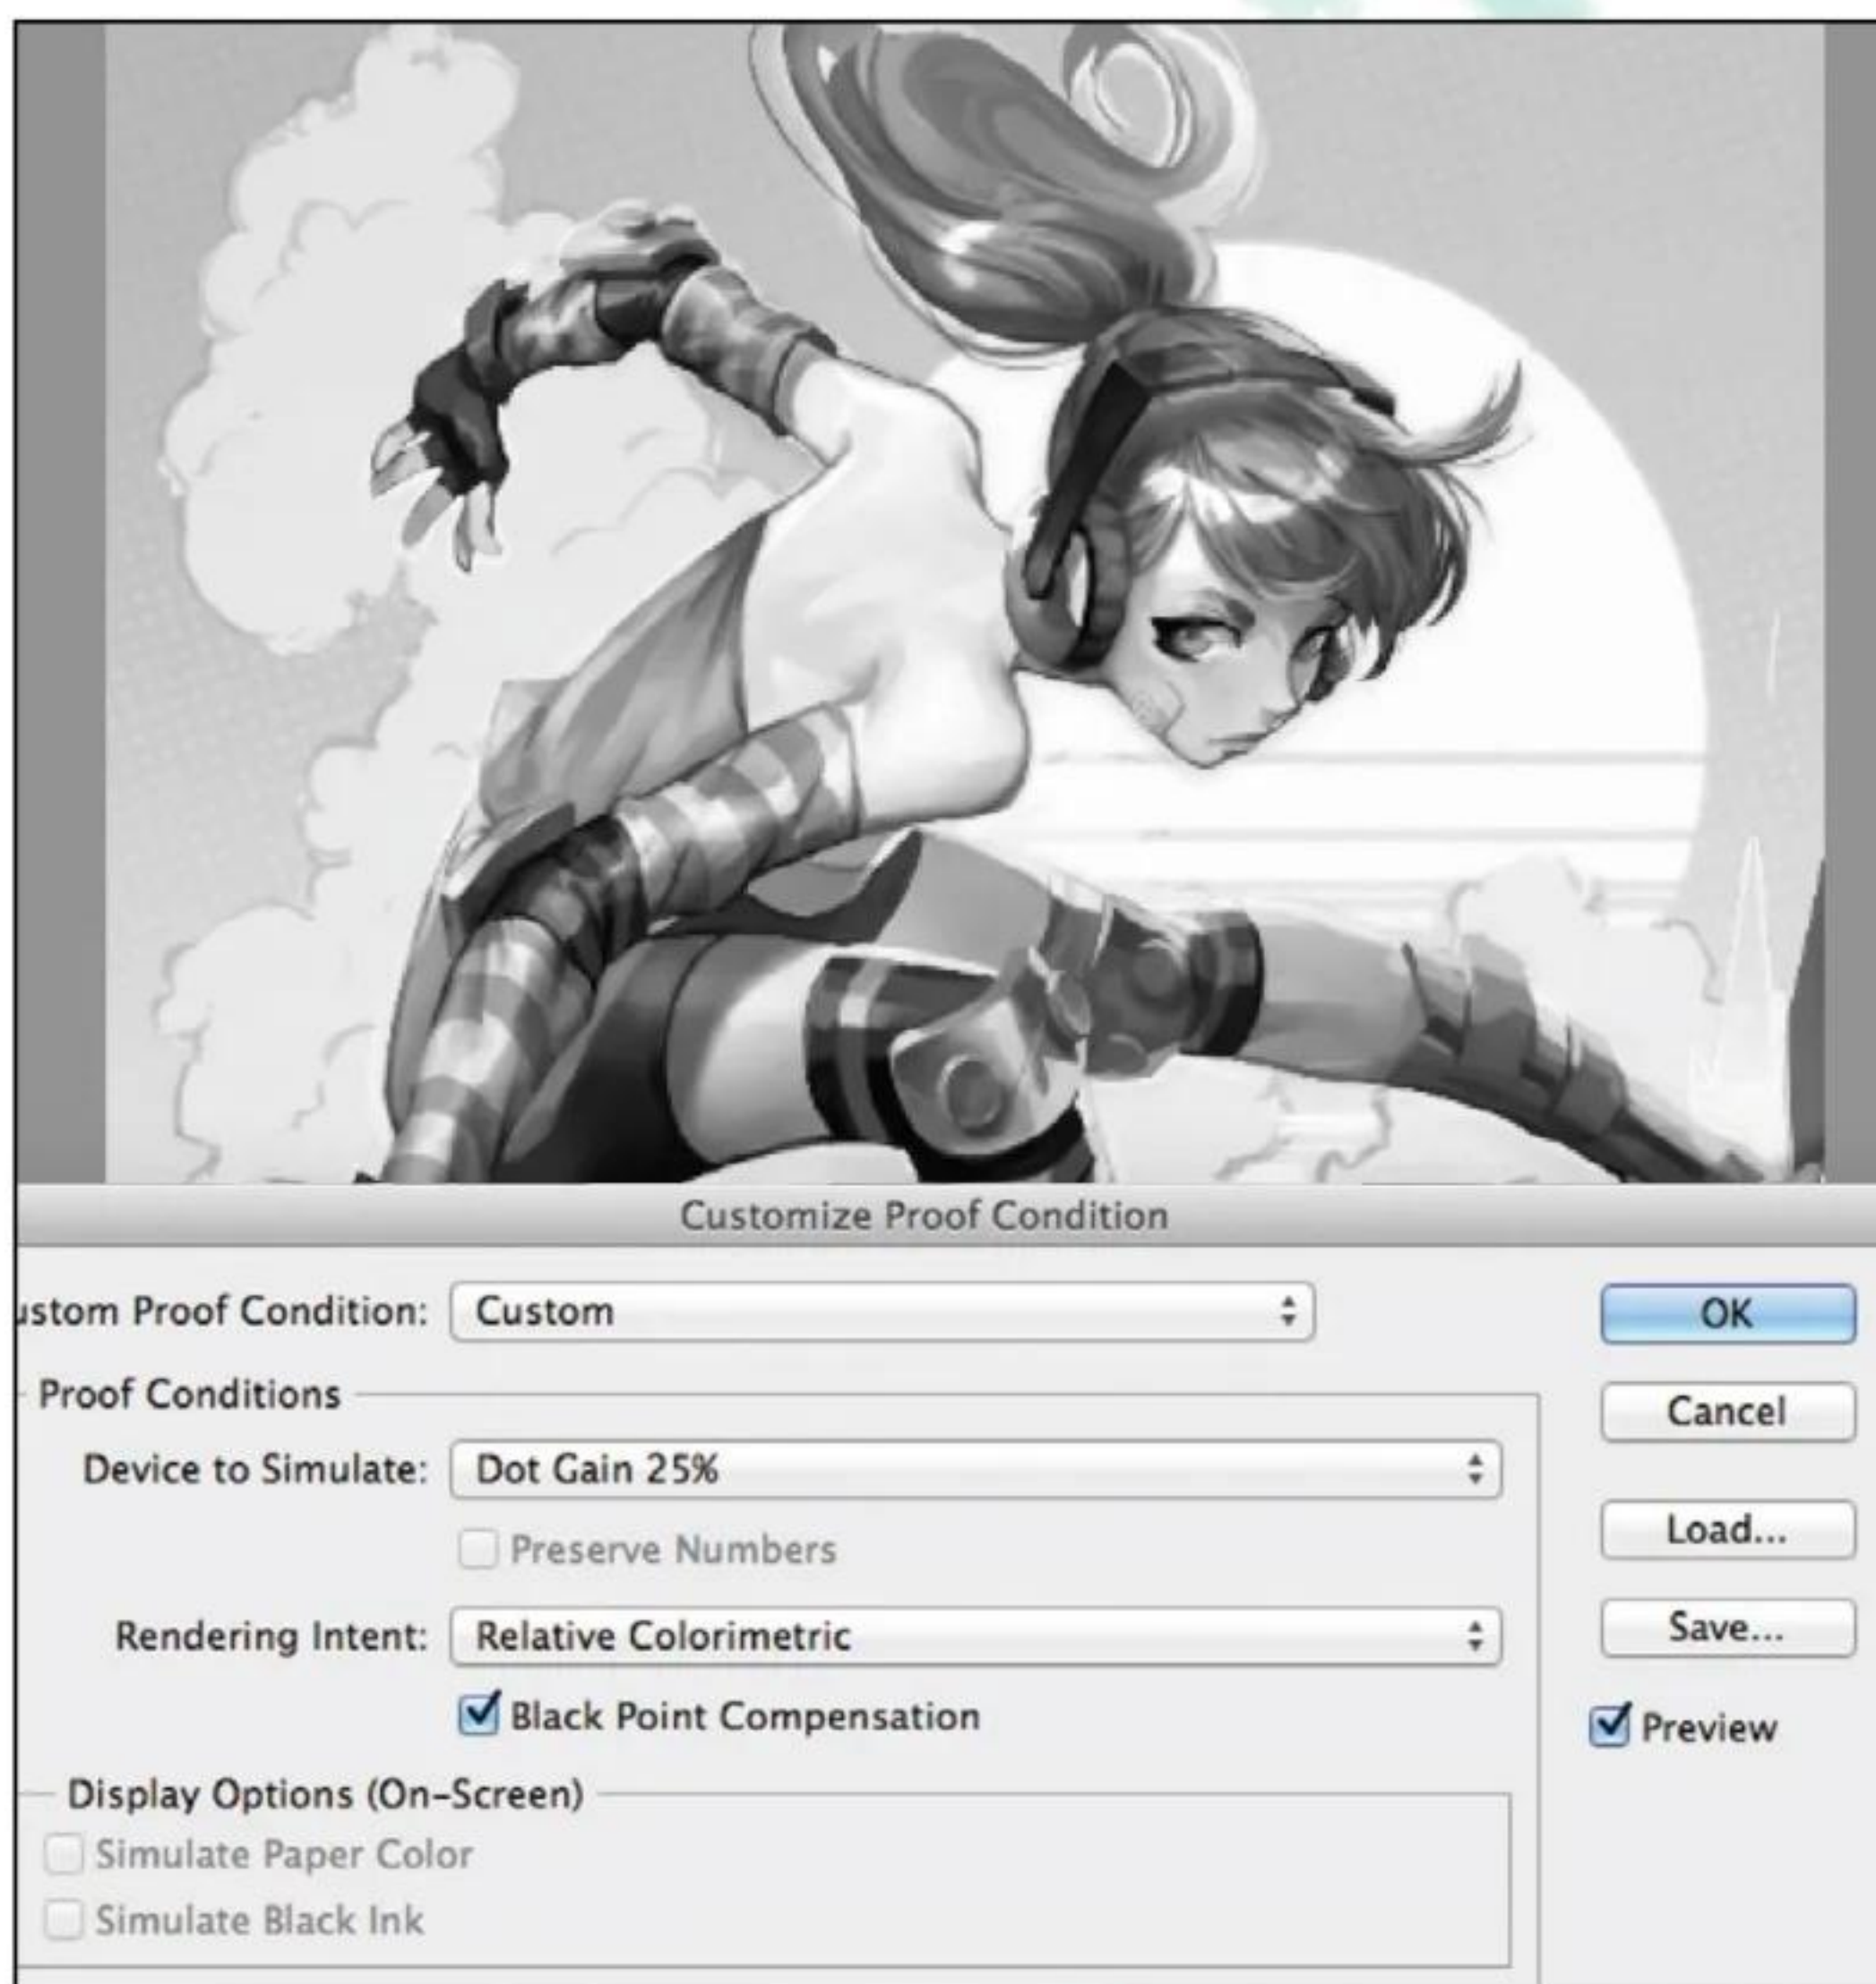 Customize Proof Condition
ustom Proof Condition: Custom
OK
Proof Conditions
Cancel
Device to Simulate: Dot Gain 25%
Preserve Numbers
Load...
Rendering Intent: Relative Colorimetric
Save...
Black Point Compensation
Preview
Display Options (On-Screen)
Simulate Paper Color
Simulate Black Ink